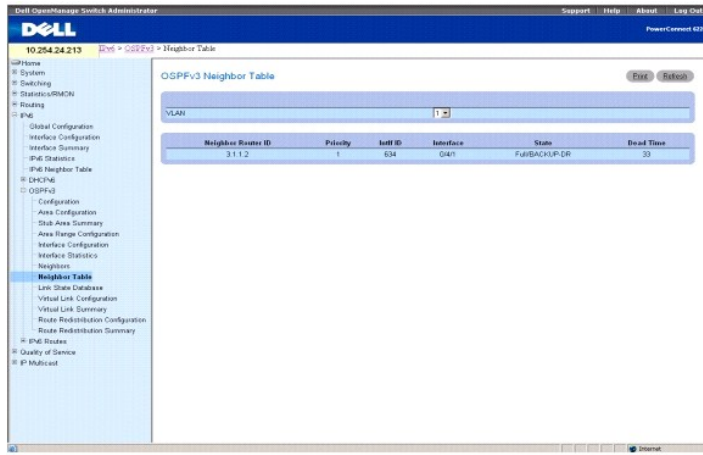 Dell OpenManage Switch Administrator
Support Help About Log Out
DELL
PowerConnect 622
10.254.24.213
IPv6 > OSPFv3 > Neighbor Table
Home
System
Switching
Statistics/RMON
Routing
IPv6
Global Configuration
Interface Configuration
Interface Summary
IPv6 Statistics
IPv6 Neighbor Table
DHCPv6
OSPFv3
Configuration
Area Configuration
Stub Area Summary
Area Range Configuration
Interface Configuration
Interface Statistics
Neighbors
Neighbor Table
Link State Database
Virtual Link Configuration
Virtual Link Summary
Route Redistribution Configuration
Route Redistribution Summary
IPv6 Routes
Quality of Service
IP Multicast
OSPFv3 Neighbor Table
Print Refresh
VLAN 1
Neighbor Router ID Priority IntIf ID Interface State Dead Time
3.1.1.2 1 634 0/4/1 Full/BACKUP-DR 33
Internet